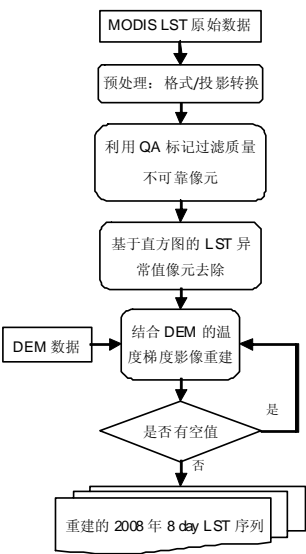 MODIS LST 原始数据
预处理：格式/投影转换
利用 QA 标记过滤质量
不可靠像元
基于直方图的 LST 异
常值像元去除
DEM 数据
结合 DEM 的温
度梯度影像重建
是
是否有空值
否
重建的 2008 年 8 day LST 序列